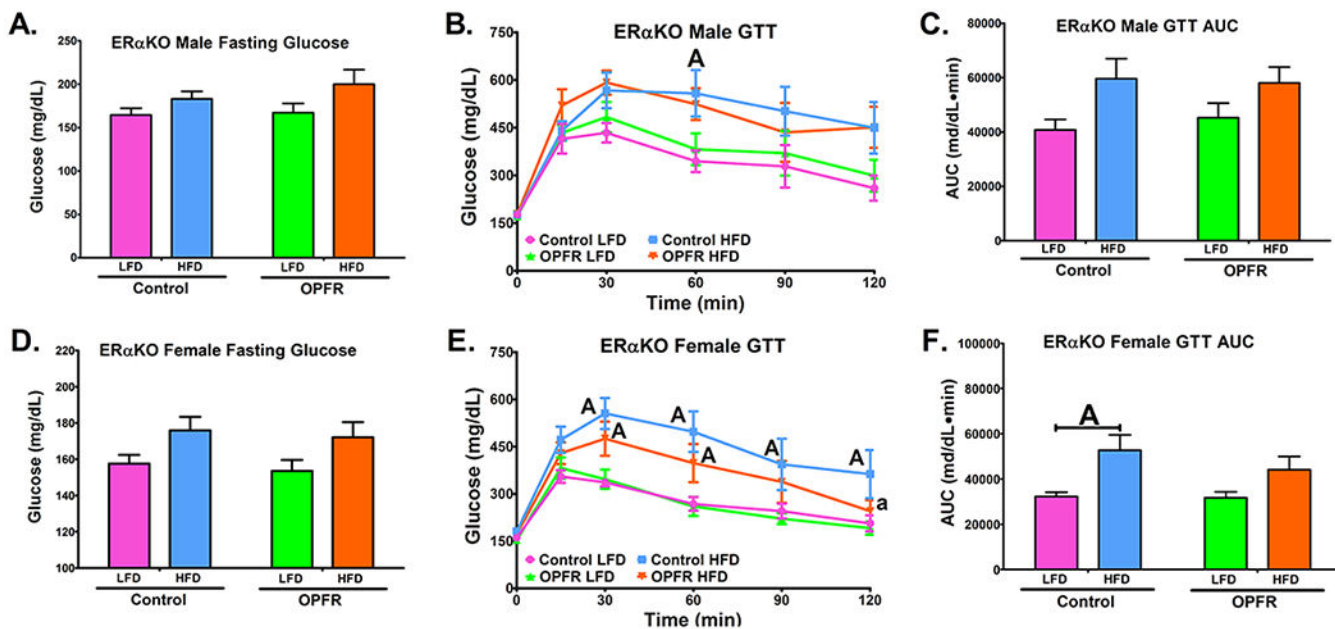 A.
ERαKO Male Fasting Glucose
Glucose (mg/dL)
250
200
150
100
50
0
LFD HFD LFD HFD
Control OPFR
B.
ERαKO Male GTT
Glucose (mg/dL)
750
600
450
300
150
A
Control LFD Control HFD
OPFR LFD OPFR HFD
0 30 60 90 120
Time (min)
C.
ERαKO Male GTT AUC
AUC (md/dL•min)
80000
60000
40000
20000
0
LFD HFD LFD HFD
Control OPFR
D.
ERαKO Female Fasting Glucose
Glucose (mg/dL)
220
200
180
160
140
120
100
LFD HFD LFD HFD
Control OPFR
E.
ERαKO Female GTT
Glucose (mg/dL)
750
600
450
300
150
A A A A
A A a
Control LFD Control HFD
OPFR LFD OPFR HFD
0 30 60 90 120
Time (min)
F.
ERαKO Female GTT AUC
AUC (md/dL•min)
100000
80000
60000
40000
20000
0
A
LFD HFD LFD HFD
Control OPFR